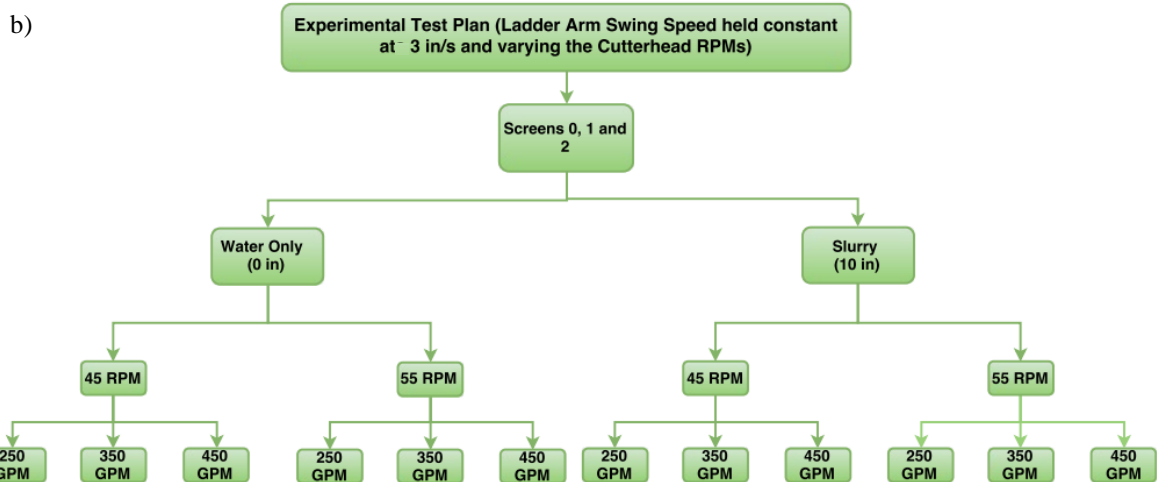 b)
Experimental Test Plan (Ladder Arm Swing Speed held constant
at 3 in/s and varying the Cutterhead RPMs)
Screens 0, 1 and
2
Water Only
(0 in)
Slurry
(10 in)
45 RPM
55 RPM
45 RPM
55 RPM
250
GPM
350
GPM
450
GPM
250
GPM
350
GPM
450
GPM
250
GPM
350
GPM
450
GPM
250
GPM
350
GPM
450
GPM